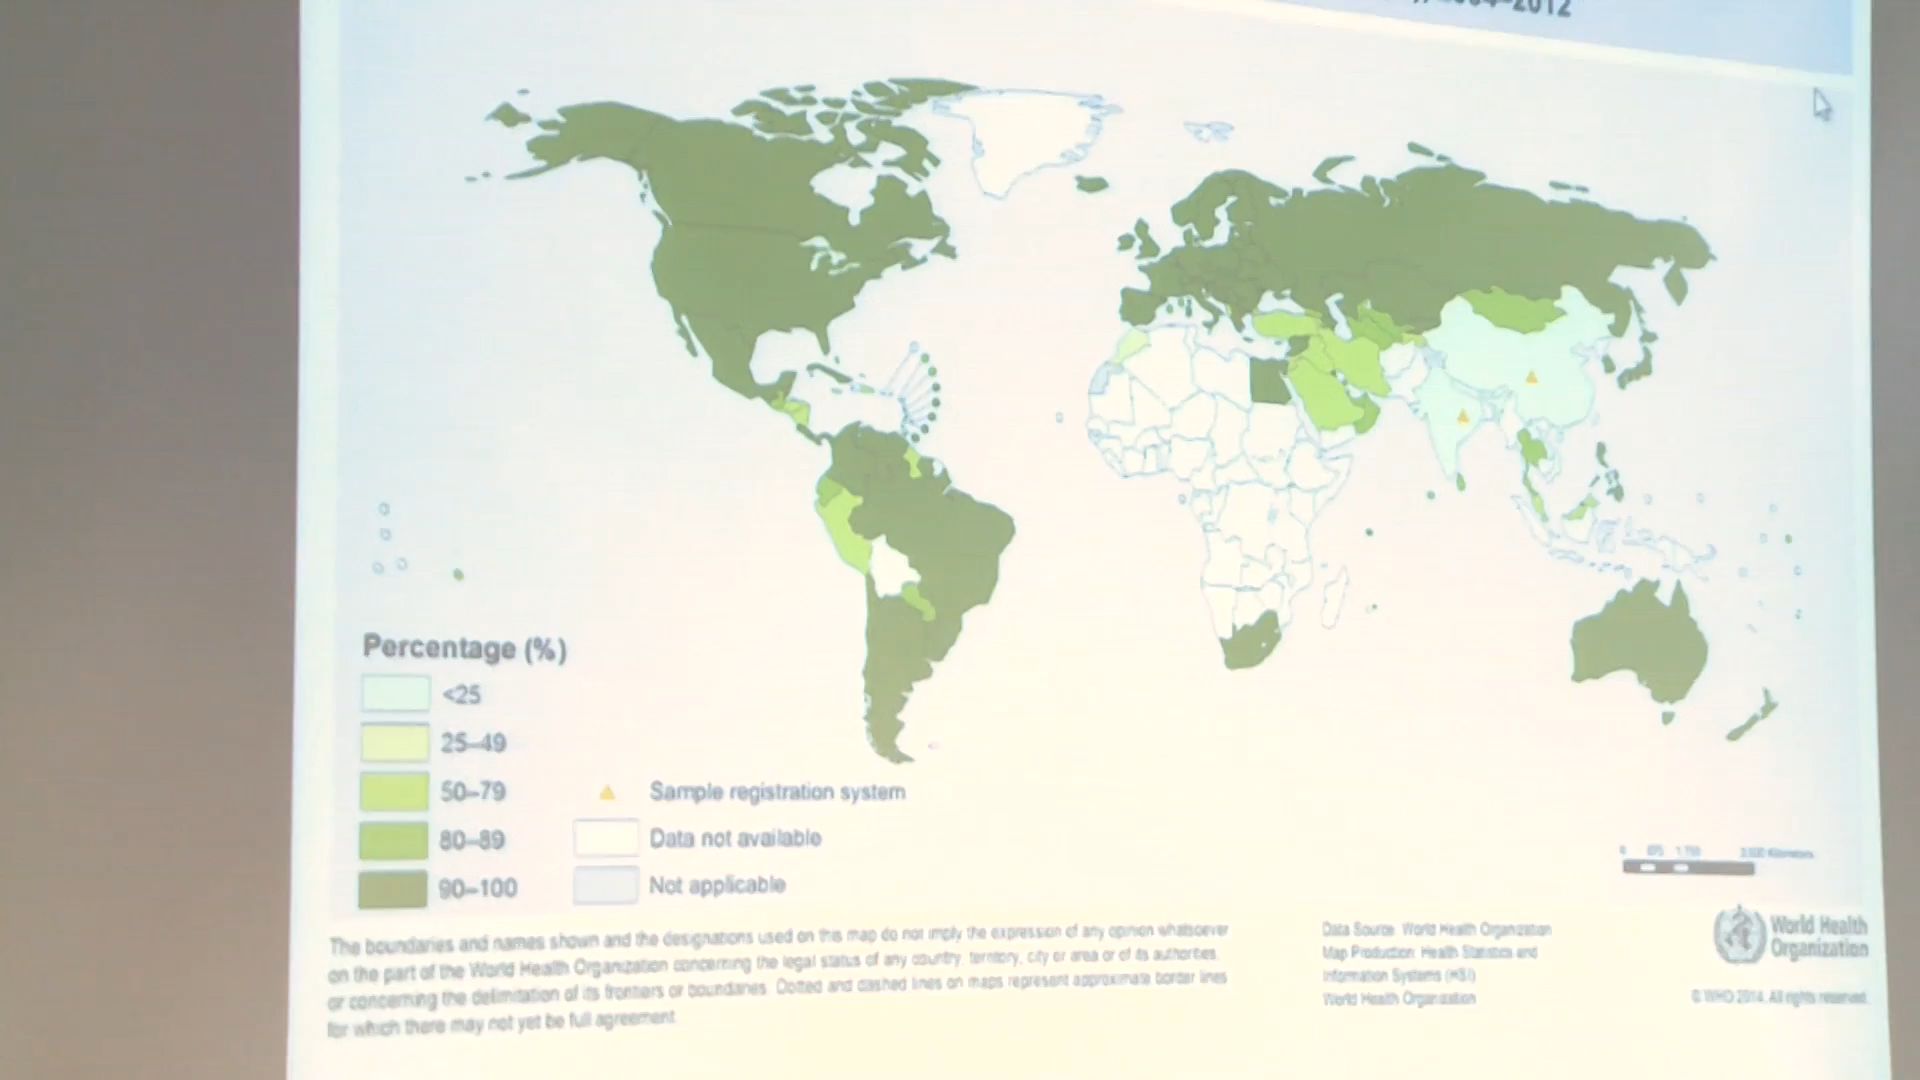 2012
Percentage (%)
<25
25–49
50–79
80–89
90–100
Sample registration system
Data not available
Not applicable
The boundaries and names shown and the designations used on this map do not imply the expression of any opinion whatsoever
on the part of the World Health Organization concerning the legal status of any country, territory, city or area or of its authorities,
or concerning the delimitation of its frontiers or boundaries. Dotted and dashed lines on maps represent approximate border lines
for which there may not yet be full agreement.
Data Source: World Health Organization
Map Production: Health Statistics and
Information Systems (HSI)
World Health Organization
0
Kilometers
World Health
Organization
© WHO 2014. All rights reserved.